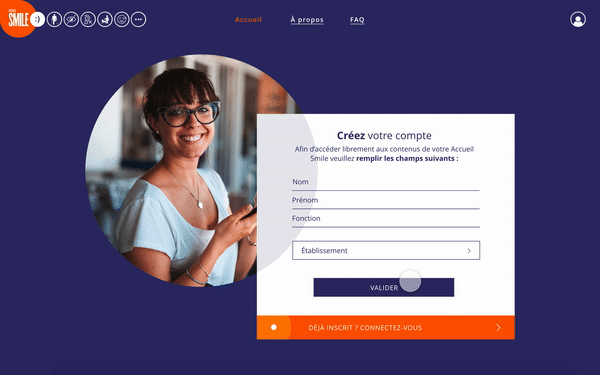 SMILE
:)
Accueil
À propos
FAQ
Créez votre compte
Afin d'accéder librement aux contenus de votre Accueil
Smile veuillez remplir les champs suivants :
Nom
Prénom
Fonction
Établissement
VALIDER
DÉJÀ INSCRIT ? CONNECTEZ-VOUS